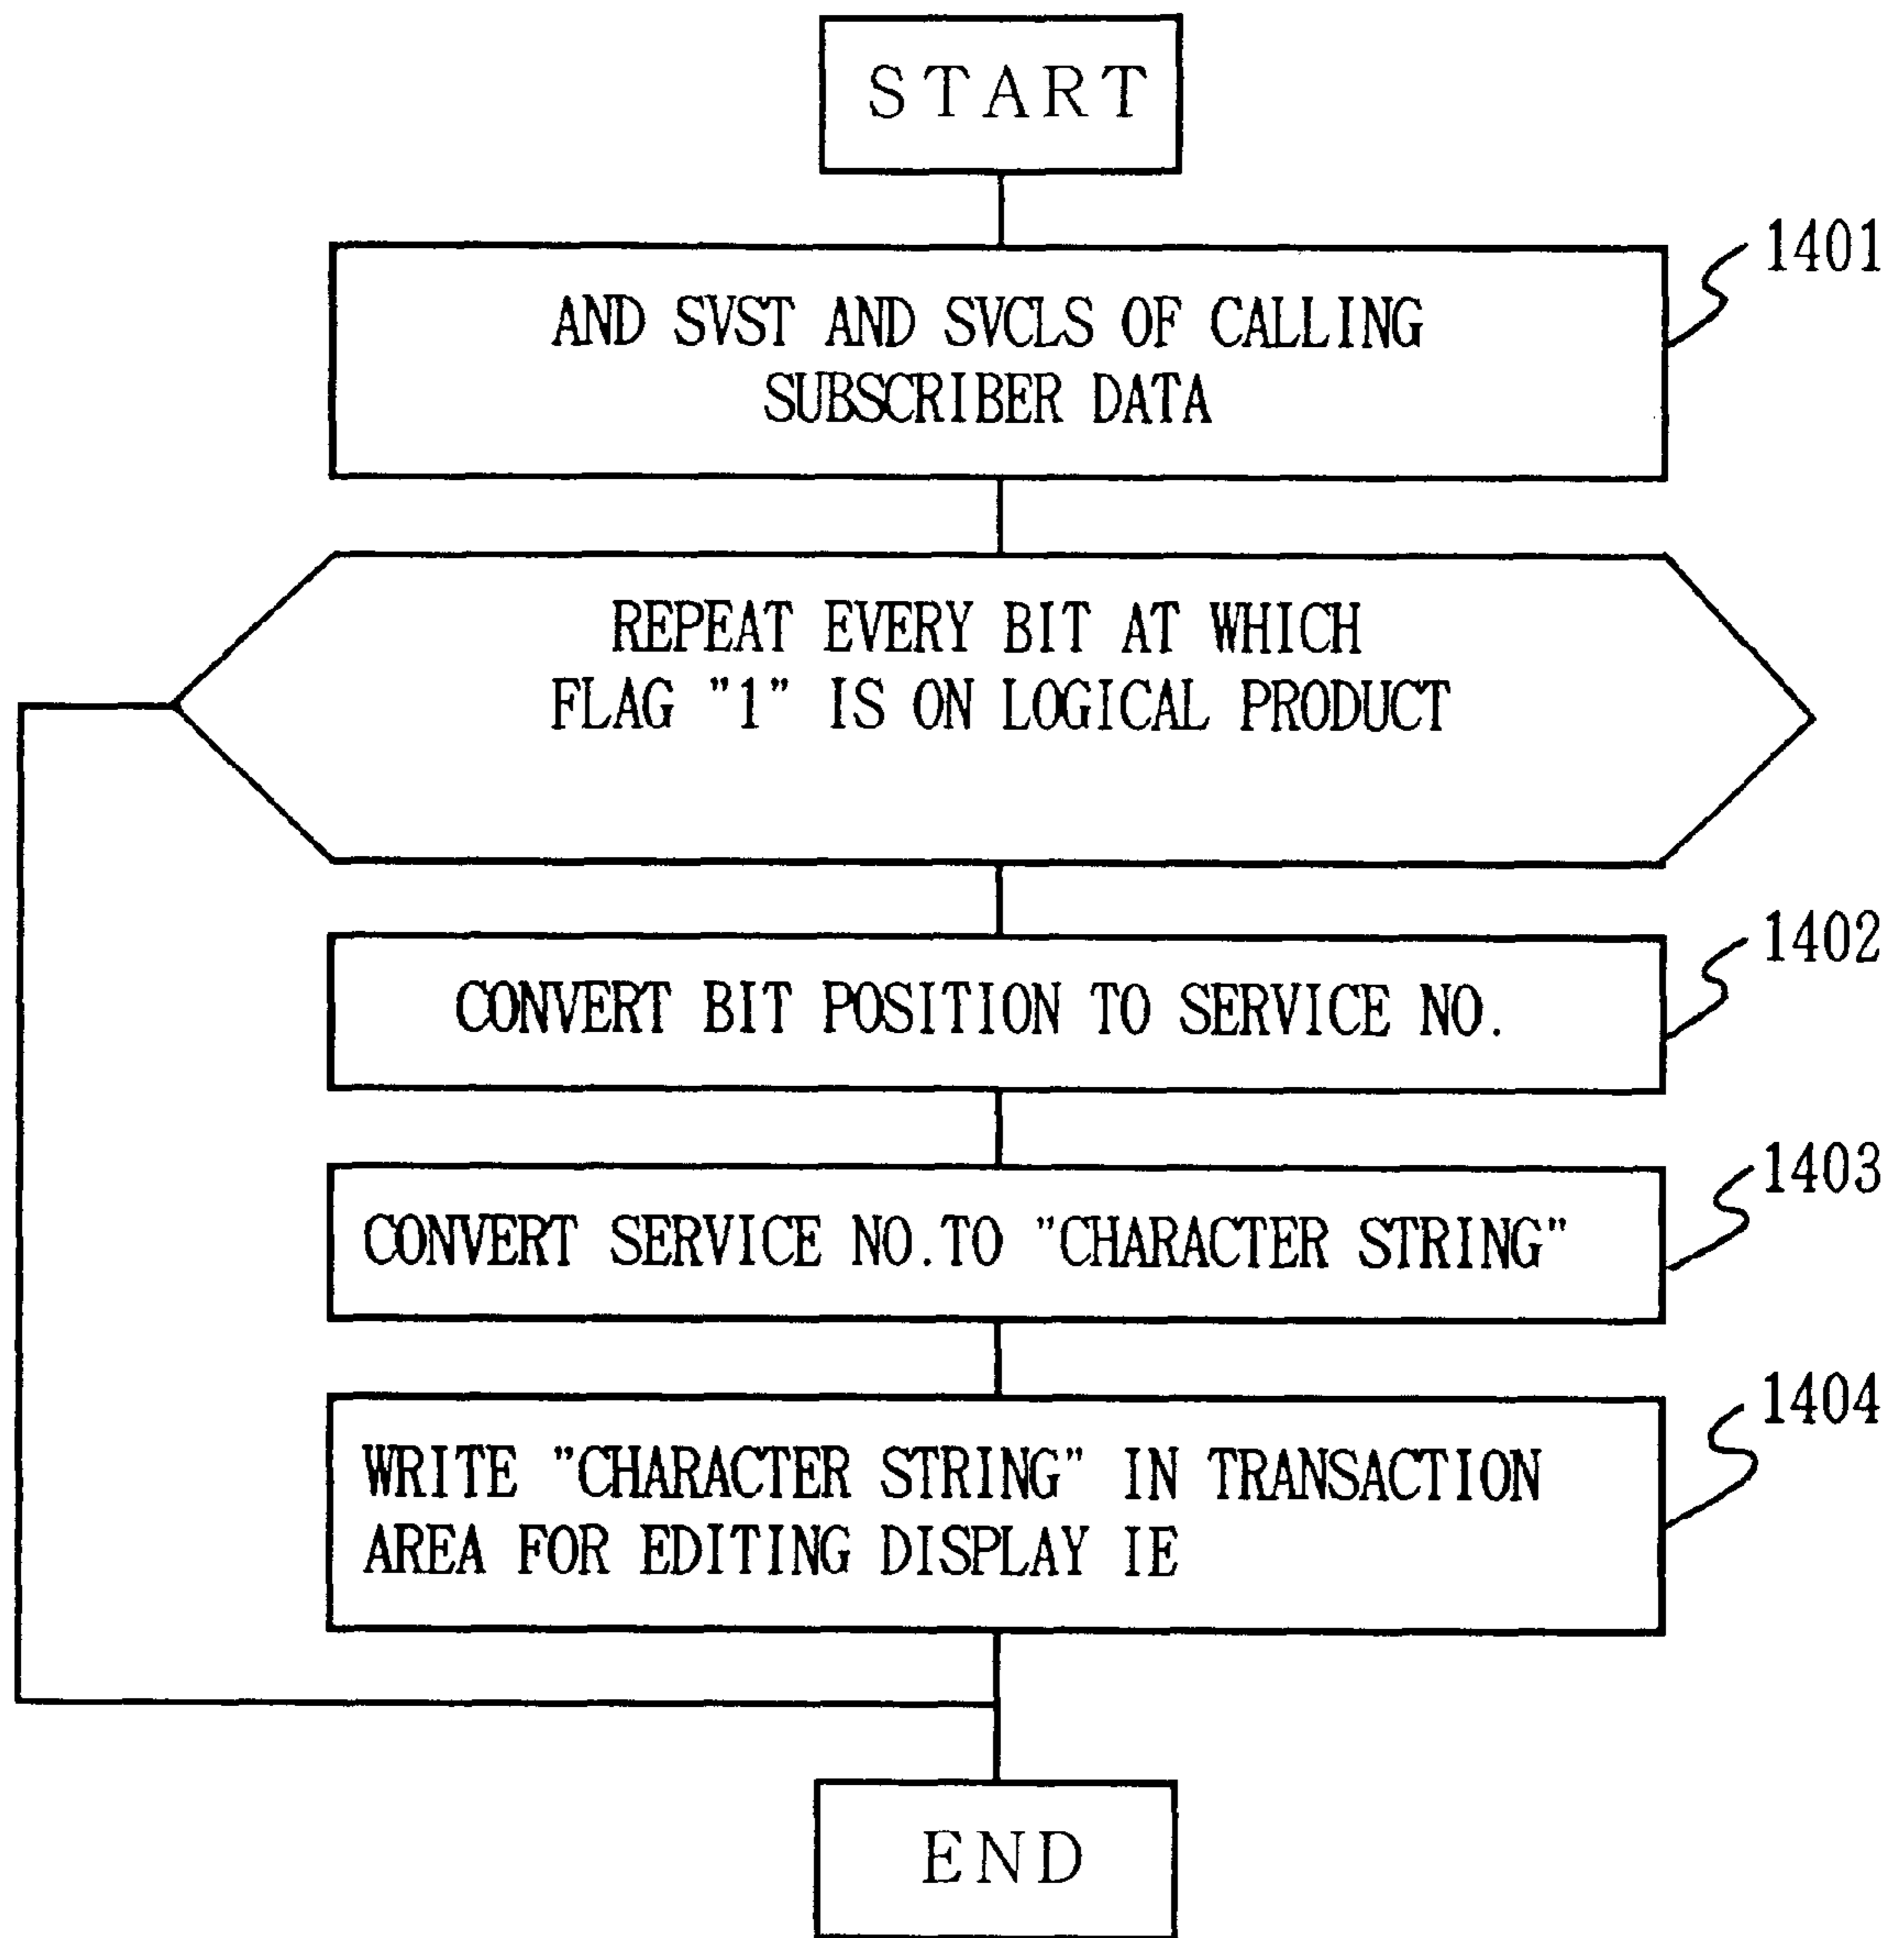 START
1401
AND SVST AND SVCLS OF CALLING
SUBSCRIBER DATA
REPEAT EVERY BIT AT WHICH
FLAG "1" IS ON LOGICAL PRODUCT
1402
CONVERT BIT POSITION TO SERVICE NO.
1403
CONVERT SERVICE NO.TO "CHARACTER STRING"
1404
WRITE "CHARACTER STRING" IN TRANSACTION
AREA FOR EDITING DISPLAY IE
END